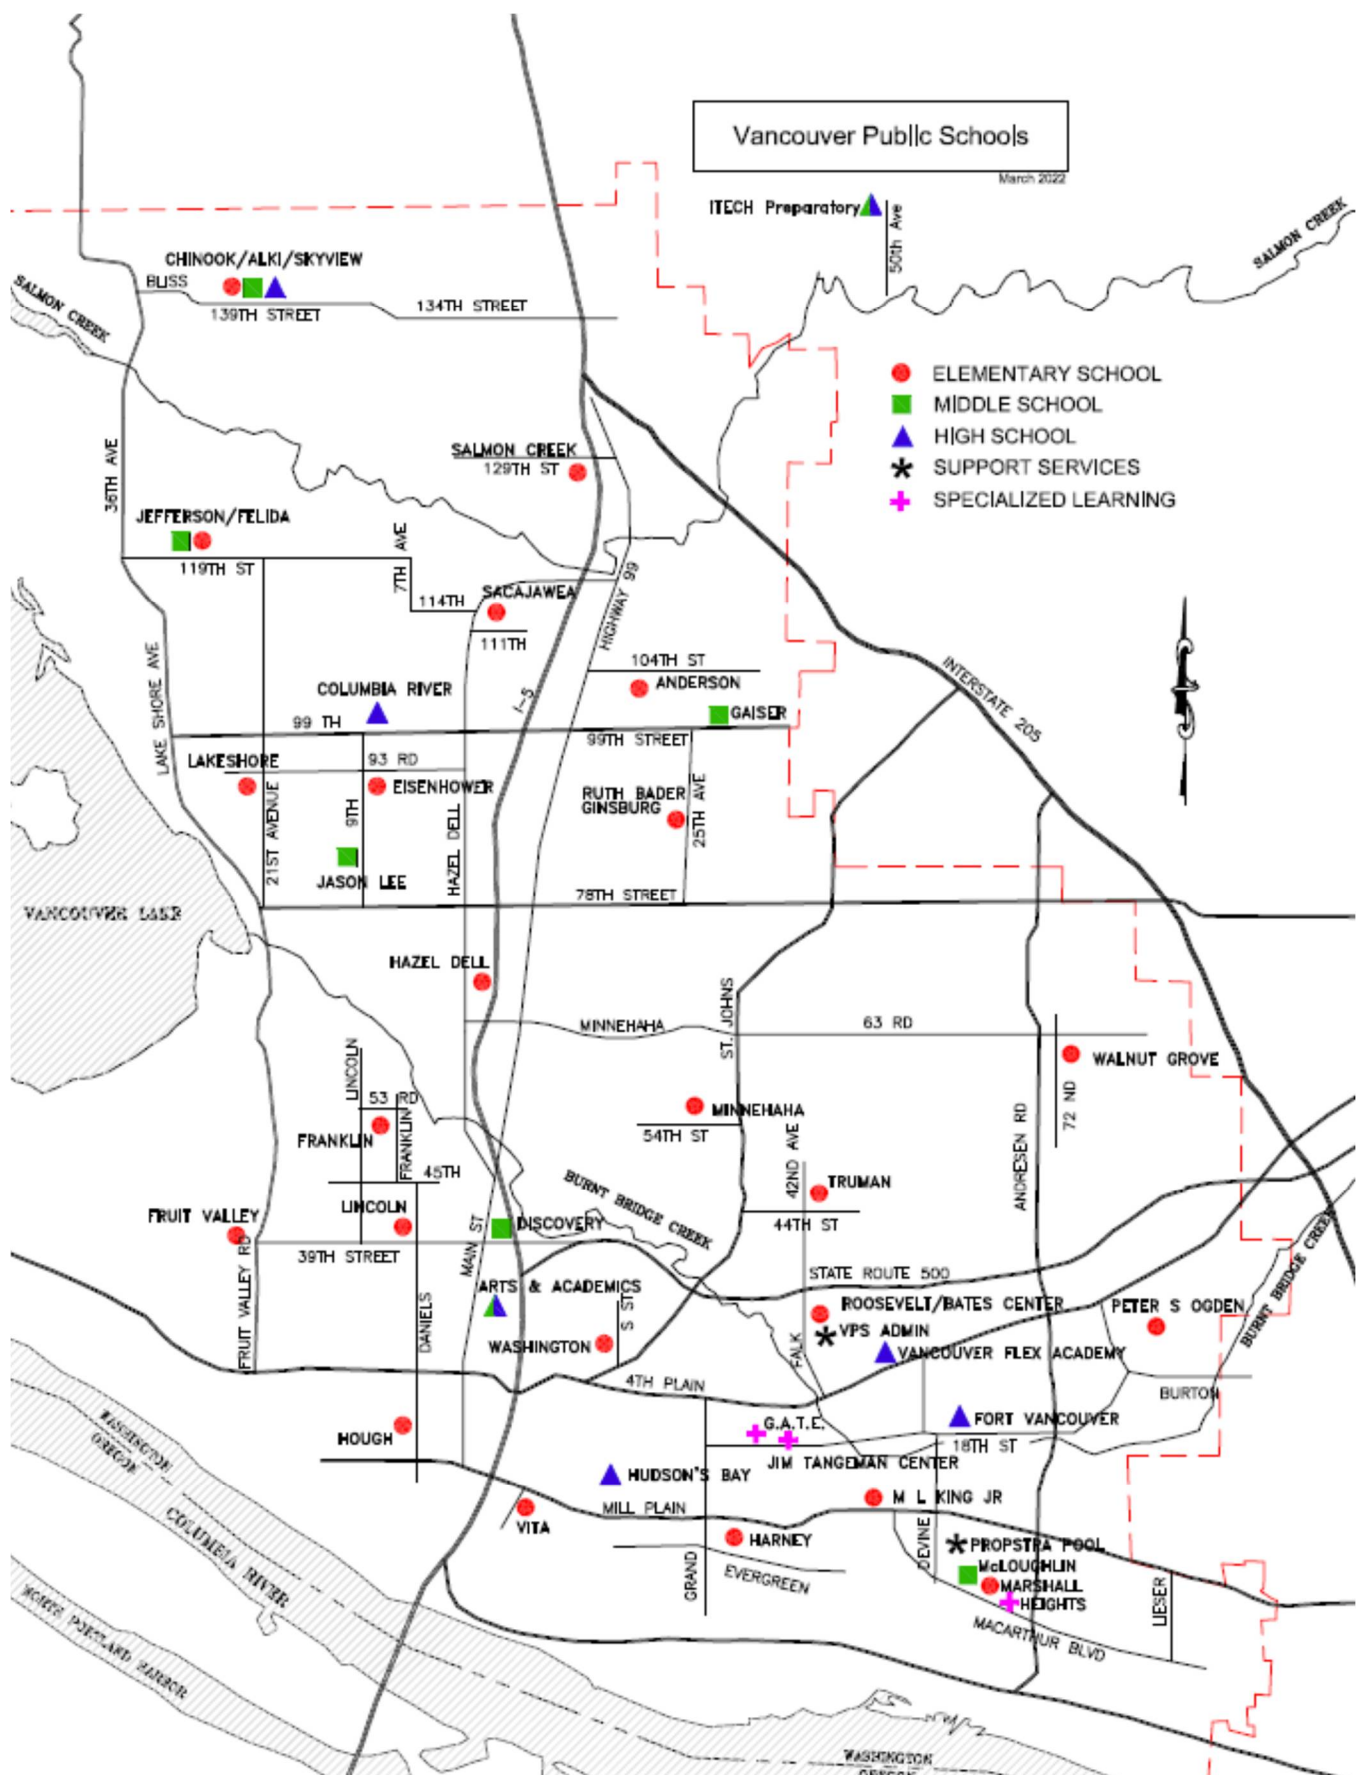 Vancouver Public Schools
March 2022
ITECH Preparatory
50th Ave
SALMON CREEK
CHINOOK/ALKI/SKYVIEW
BLISS
139TH STREET
134TH STREET
SALMON CREEK
ELEMENTARY SCHOOL
MIDDLE SCHOOL
HIGH SCHOOL
SUPPORT SERVICES
SPECIALIZED LEARNING
36TH AVE
SALMON CREEK
129TH ST
JEFFERSON/FELIDA
119TH ST
7TH AVE
114TH
SACAJAWEA
111TH
HIGHWAY 99
104TH ST
ANDERSON
GAISER
INTERSTATE 205
LAKE SHORE AVE
COLUMBIA RIVER
99 TH
I-5
99TH STREET
LAKESHORE
93 RD
EISENHOWER
21ST AVENUE
9TH
HAZEL DELL
RUTH BADER
GINSBURG
25TH AVE
JASON LEE
78TH STREET
VANCOUVER LAKE
HAZEL DELL
MINNEHAHA
ST. JOHNS
63 RD
WALNUT GROVE
72 ND
ANDRESEN RD
LINCOLN
53 RD
FRANKLIN
FRANKLIN
45TH
MINNEHAHA
54TH ST
42ND AVE
TRUMAN
44TH ST
BURNT BRIDGE CREEK
FRUIT VALLEY
LINCOLN
39TH STREET
MAIN ST
DISCOVERY
FRUIT VALLEY RD
DANIELS
ARTS & ACADEMICS
WASHINGTON
S ST
STATE ROUTE 500
ROOSEVELT/BATES CENTER
VPS ADMIN
VANCOUVER FLEX ACADEMY
FALK
PETER S OGDEN
BURNT BRIDGE CREEK
BURTON
4TH PLAIN
G.A.T.E.
JIM TANGEMAN CENTER
FORT VANCOUVER
18TH ST
HOUGH
HUDSON'S BAY
MILL PLAIN
VITA
M L KING JR
HARNEY
EVERGREEN
GRAND
DEVINE
PROPSTRA POOL
McLOUGHLIN
MARSHALL
HEIGHTS
MACARTHUR BLVD
LIESER
WASHINGTON
OREGON
COLUMBIA RIVER
NORTH PORTLAND HARBOR
WASHINGTON
OREGON